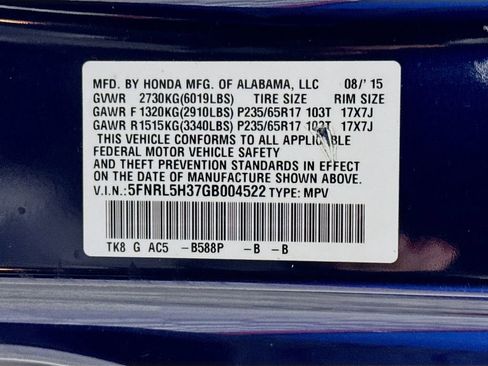 MFD. BY HONDA MFG. OF ALABAMA, LLC 08/'15
GVWR 2730KG(6019LBS) TIRE SIZE RIM SIZE
GAWR F 1320KG(2910LBS) P235/65R17 103T 17X7J
GAWR R1515KG(3340LBS) P235/65R17 103T 17X7J
THIS VEHICLE CONFORMS TO ALL APPLICABLE
FEDERAL MOTOR VEHICLE SAFETY
AND THEFT PREVENTION STANDARDS IN EFFECT
ON THE DATE OF MANUFACTURE SHOWN ABOVE.
V.I.N.: 5FNRL5H37GB004522 TYPE: MPV
TK8 G AC5 –B588P –B –B